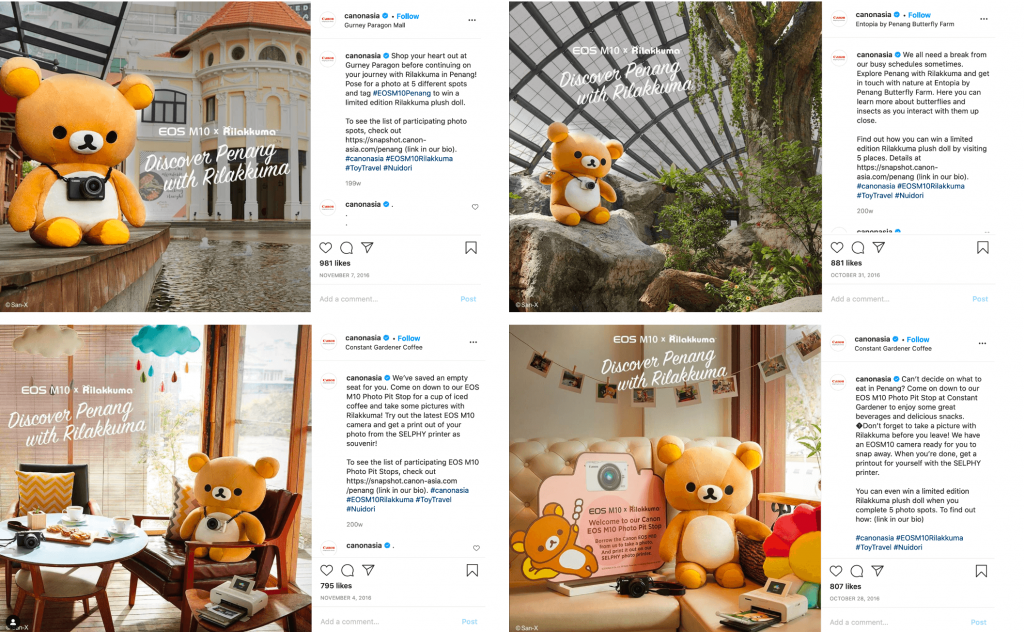 EOS M10 x Rilakkuma
Discover Penang
with Rilakkuma
©San-X
Canon
canonasia • Follow
Gurney Paragon Mall
canonasia Shop your heart out at
Gurney Paragon before continuing on
your journey with Rilakkuma in Penang!
Pose for a photo at 5 different spots
and tag #EOSM10Penang to win a
limited edition Rilakkuma plush doll.
To see the list of participating photo
spots, check out
https://snapshot.canon-
asia.com/penang (link in our bio).
#canonasia #EOSM10Rilakkuma
#ToyTravel #Nuidori
199w
canonasia .
.
.
981 likes
NOVEMBER 7, 2016
Add a comment...
Post
EOS M10 x Rilakkuma
Discover Penang
with Rilakkuma
©San-X
Canon
canonasia • Follow
Entopia by Penang Butterfly Farm
canonasia We all need a break from
our busy schedules sometimes.
Explore Penang with Rilakkuma and get
in touch with nature at Entopia by
Penang Butterfly Farm. Here you can
learn more about butterflies and
insects as you interact with them up
close.
Find out how you can win a limited
edition Rilakkuma plush doll by visiting
5 places. Details at
https://snapshot.canon-
asia.com/penang (link in our bio).
#canonasia #EOSM10Rilakkuma
#ToyTravel #Nuidori
200w
canonasia
881 likes
OCTOBER 31, 2016
Add a comment...
Post
EOS M10 x Rilakkuma
Discover Penang
with Rilakkuma
©San-X
Canon
canonasia • Follow
Constant Gardener Coffee
canonasia We've saved an empty
seat for you. Come on down to our EOS
M10 Photo Pit Stop for a cup of iced
coffee and take some pictures with
Rilakkuma! Try out the latest EOS M10
camera and get a print out of your
photo from the SELPHY printer as
souvenir!
To see the list of participating EOS M10
Photo Pit Stops, check out
https://snapshot.canon-asia.com
/penang (link in our bio). #canonasia
#EOSM10Rilakkuma #ToyTravel
#Nuidori
200w
canonasia .
795 likes
NOVEMBER 4, 2016
Add a comment...
Post
EOS M10 x Rilakkuma
Discover Penang
with Rilakkuma
Canon
EOS M10 x Rilakkuma
Welcome to our Canon
EOS M10 Photo Pit Stop
Borrow the Canon EOS M10
from us to take a photo
And print it out on our
SELPHY photo printer
©San-X
Canon
canonasia • Follow
Constant Gardener Coffee
canonasia Can't decide on what to
eat in Penang? Come on down to our
EOS M10 Photo Pit Stop at Constant
Gardener to enjoy some great
beverages and delicious snacks.
�Don't forget to take a picture with
Rilakkuma before you leave! We have
an EOSM10 camera ready for you to
snap away. When you're done, get a
printout for yourself with the SELPHY
printer.
You can even win a limited edition
Rilakkuma plush doll when you
complete 5 photo spots. To find out
how: (link in our bio)
#canonasia #EOSM10Rilakkuma
#ToyTravel #Nuidori
807 likes
OCTOBER 28, 2016
Add a comment...
Post